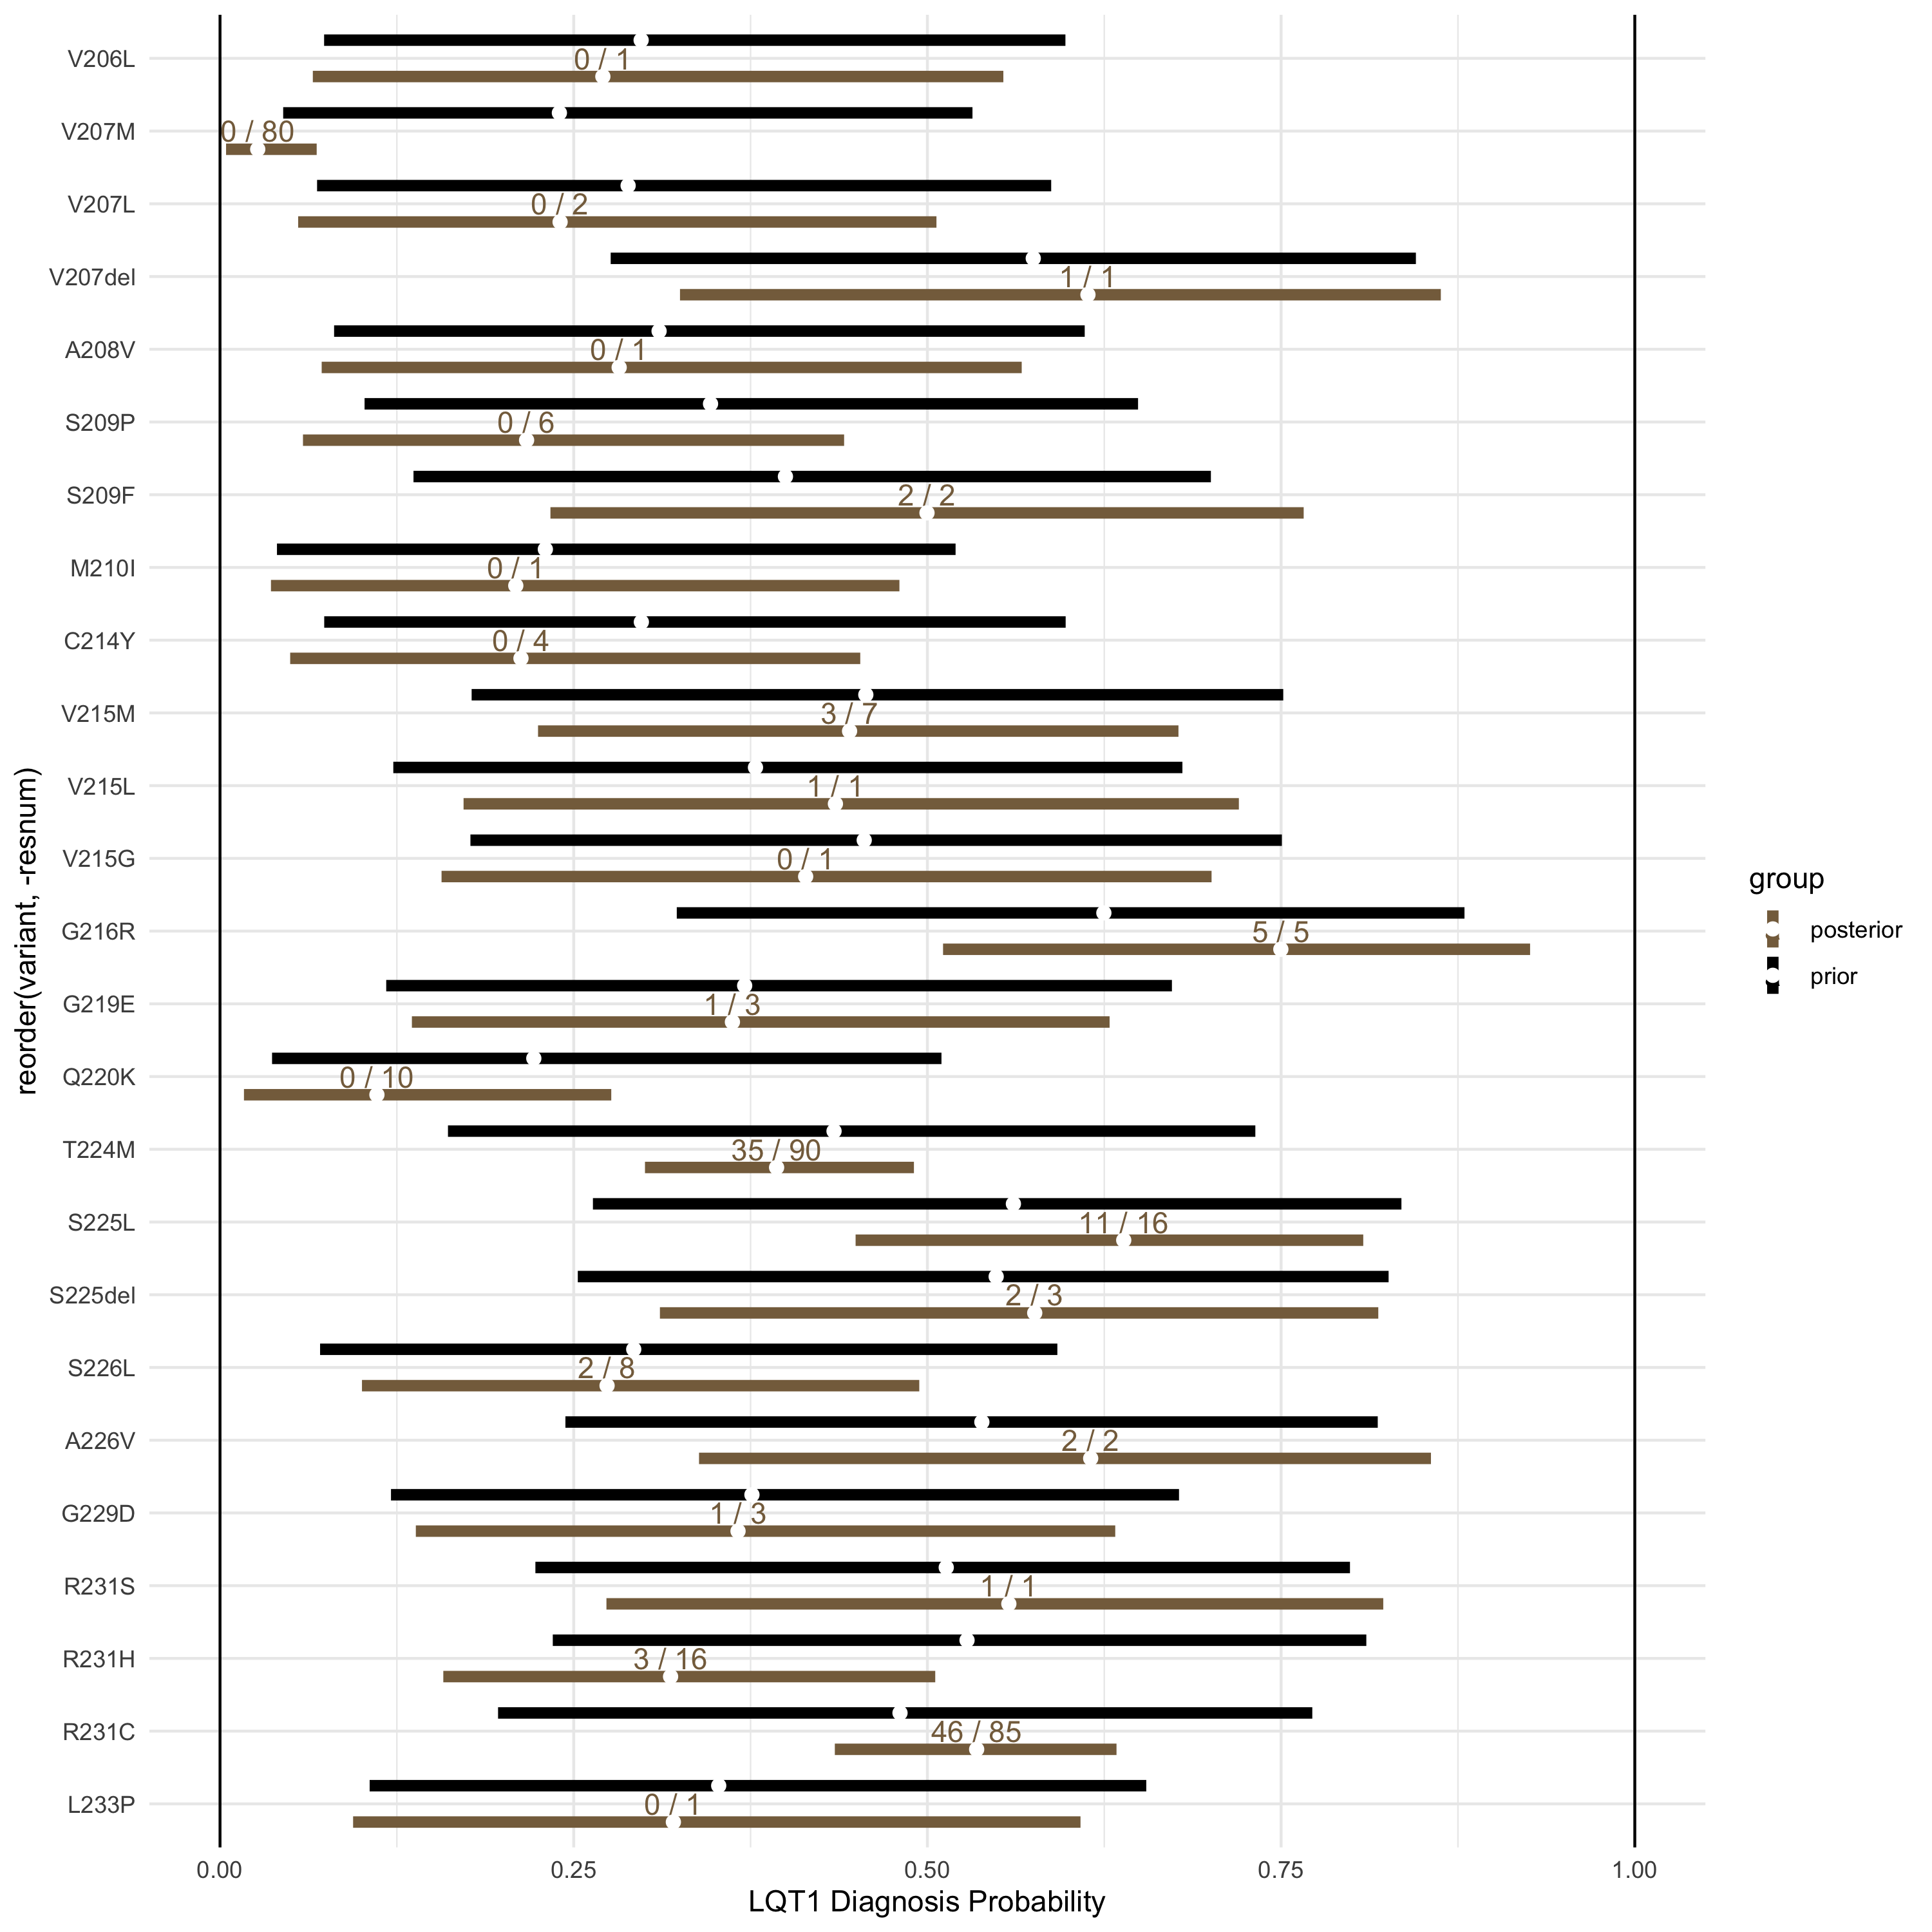 V206L
0 / 1
V207M
0 / 80
V207L
0 / 2
V207del
1 / 1
A208V
0 / 1
S209P
0 / 6
S209F
2 / 2
M210I
0 / 1
C214Y
0 / 4
V215M
3 / 7
V215L
1 / 1
V215G
0 / 1
G216R
5 / 5
G219E
1 / 3
Q220K
0 / 10
T224M
35 / 90
S225L
11 / 16
S225del
2 / 3
S226L
2 / 8
A226V
2 / 2
G229D
1 / 3
R231S
1 / 1
R231H
3 / 16
R231C
46 / 85
L233P
0 / 1
0.00 0.25 0.50 0.75 1.00
LQT1 Diagnosis Probability
reorder(variant, -resnum)
group
posterior
prior